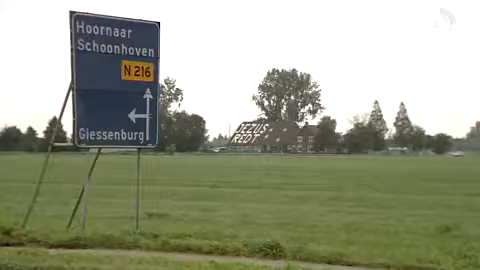 Hoornaar
Schoonhoven
N 216
Giessenburg
JEZUS
REDT